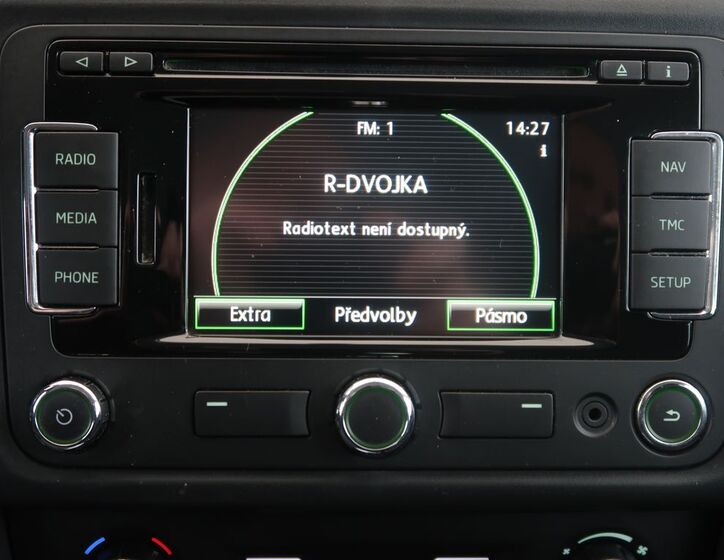 FM: 1
14:27
i
R-DVOJKA
Radiotext není dostupný.
Extra
Předvolby
Pásmo
RADIO
MEDIA
PHONE
NAV
TMC
SETUP
i